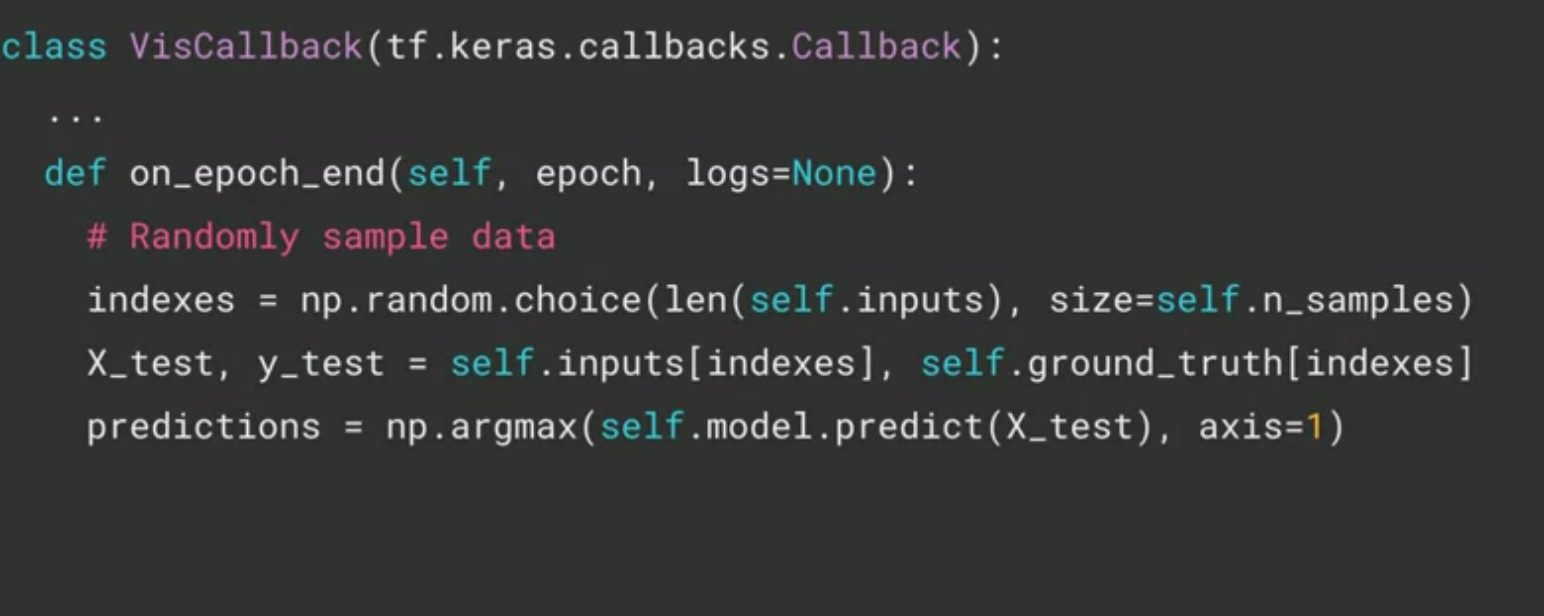 class VisCallback(tf.keras.callbacks.Callback):
  ...
  def on_epoch_end(self, epoch, logs=None):
    # Randomly sample data
    indexes = np.random.choice(len(self.inputs), size=self.n_samples)
    X_test, y_test = self.inputs[indexes], self.ground_truth[indexes]
    predictions = np.argmax(self.model.predict(X_test), axis=1)